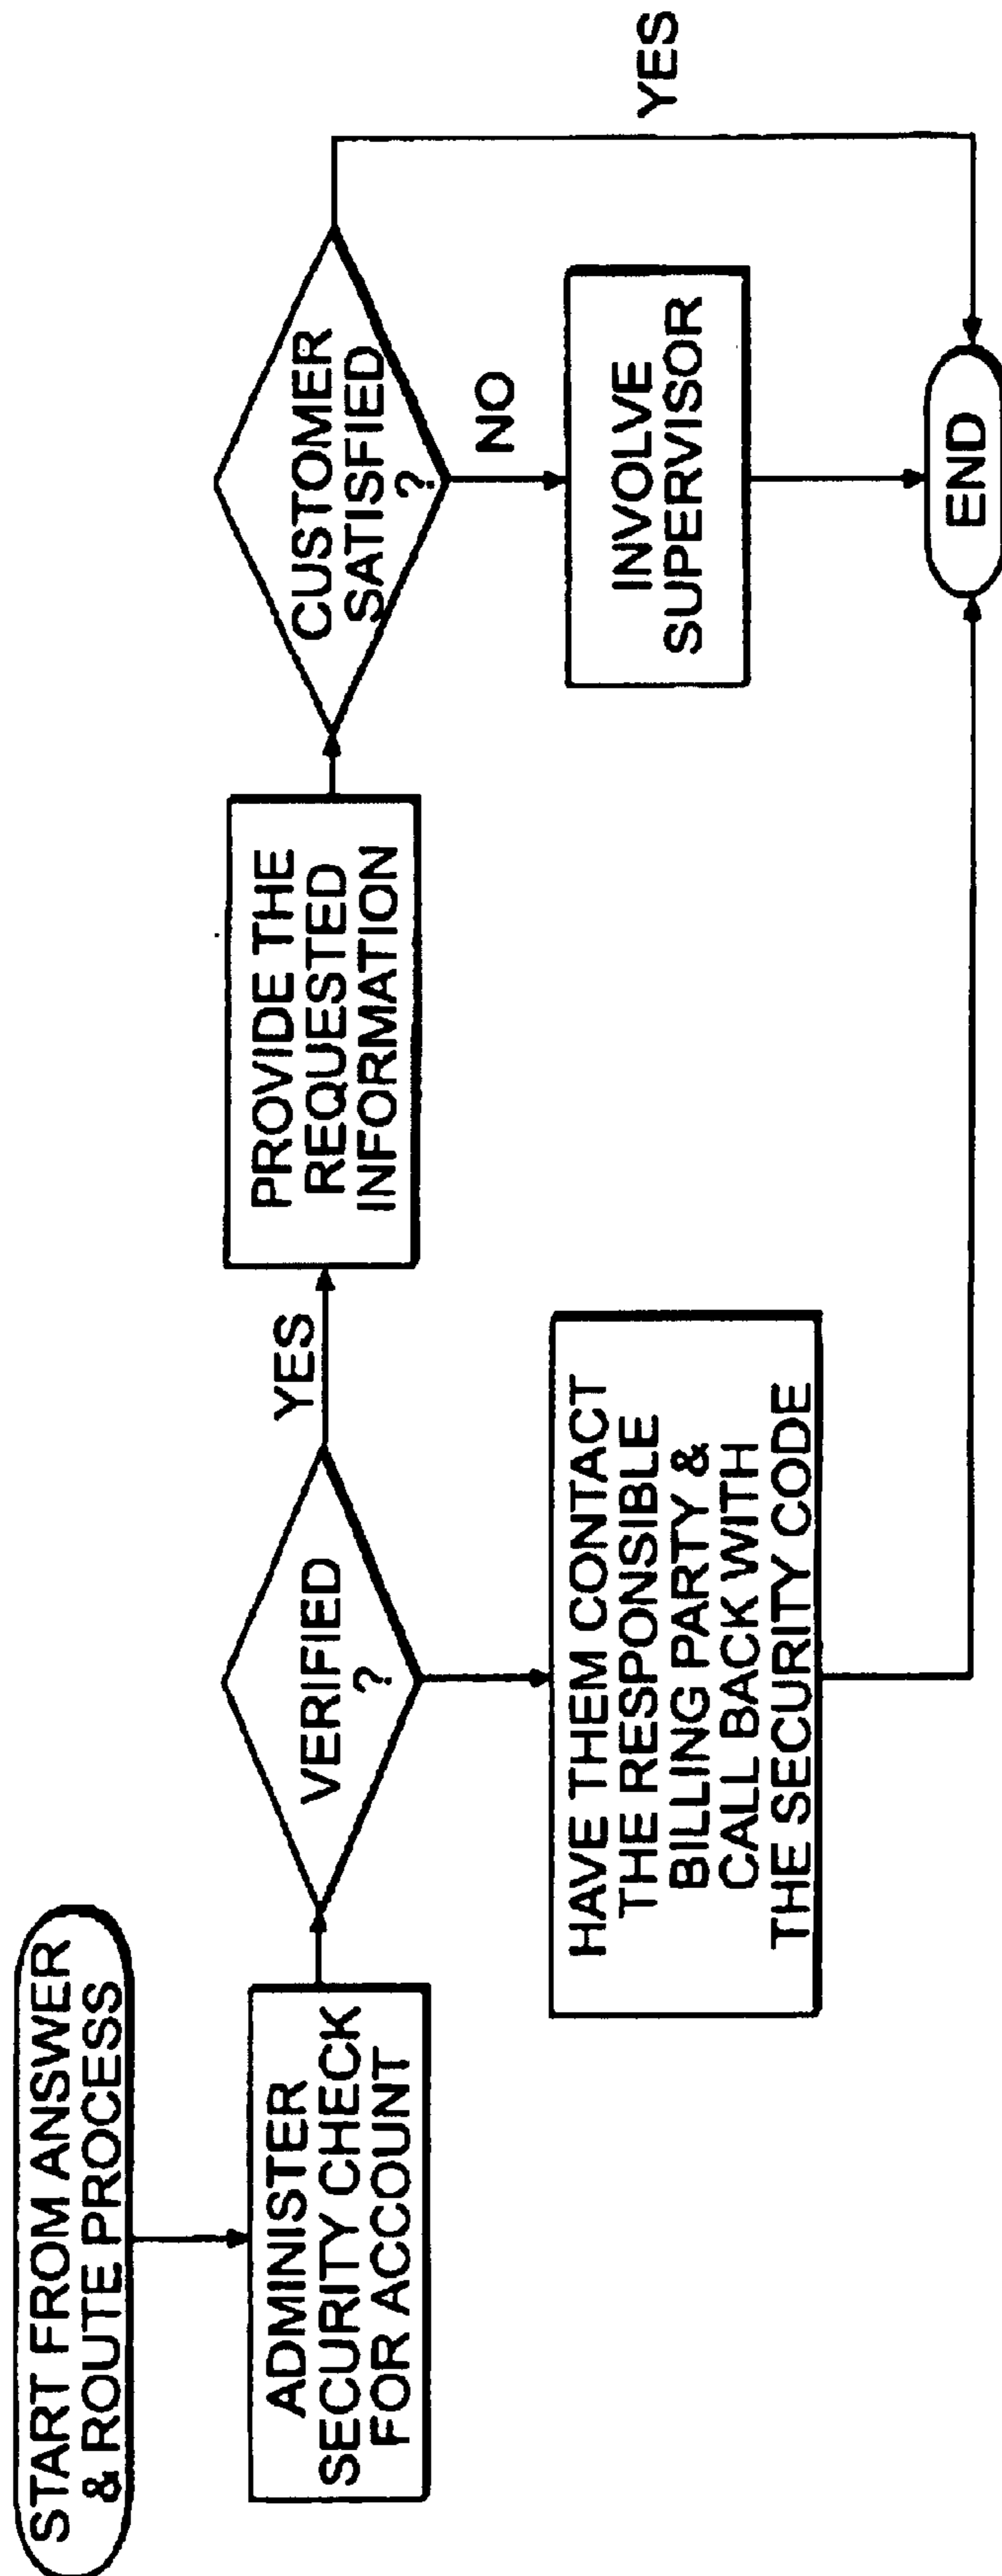 START FROM ANSWER
& ROUTE PROCESS
ADMINISTER
SECURITY CHECK
FOR ACCOUNT
VERIFIED
?
YES
HAVE THEM CONTACT
THE RESPONSIBLE
BILLING PARTY &
CALL BACK WITH
THE SECURITY CODE
PROVIDE THE
REQUESTED
INFORMATION
CUSTOMER
SATISFIED
?
NO
YES
INVOLVE
SUPERVISOR
END